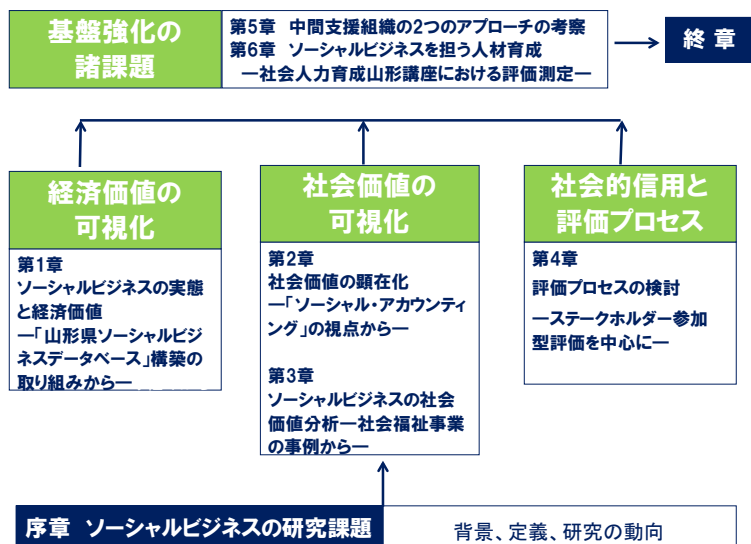 基盤強化の
諸課題
第5章 中間支援組織の2つのアプローチの考察
第6章 ソーシャルビジネスを担う人材育成
―社会人力育成山形講座における評価測定―
終 章
経済価値の
可視化
第1章
ソーシャルビジネスの実態
と経済価値
―「山形県ソーシャルビジ
ネスデータベース」構築の
取り組みから―
社会価値の
可視化
第2章
社会価値の顕在化
―「ソーシャル・アカウンティ
ング」の視点から―
第3章
ソーシャルビジネスの社会
価値分析―社会福祉事業
の事例から―
社会的信用と
評価プロセス
第4章
評価プロセスの検討
―ステークホルダー参加
型評価を中心に―
序章 ソーシャルビジネスの研究課題
背景、定義、研究の動向